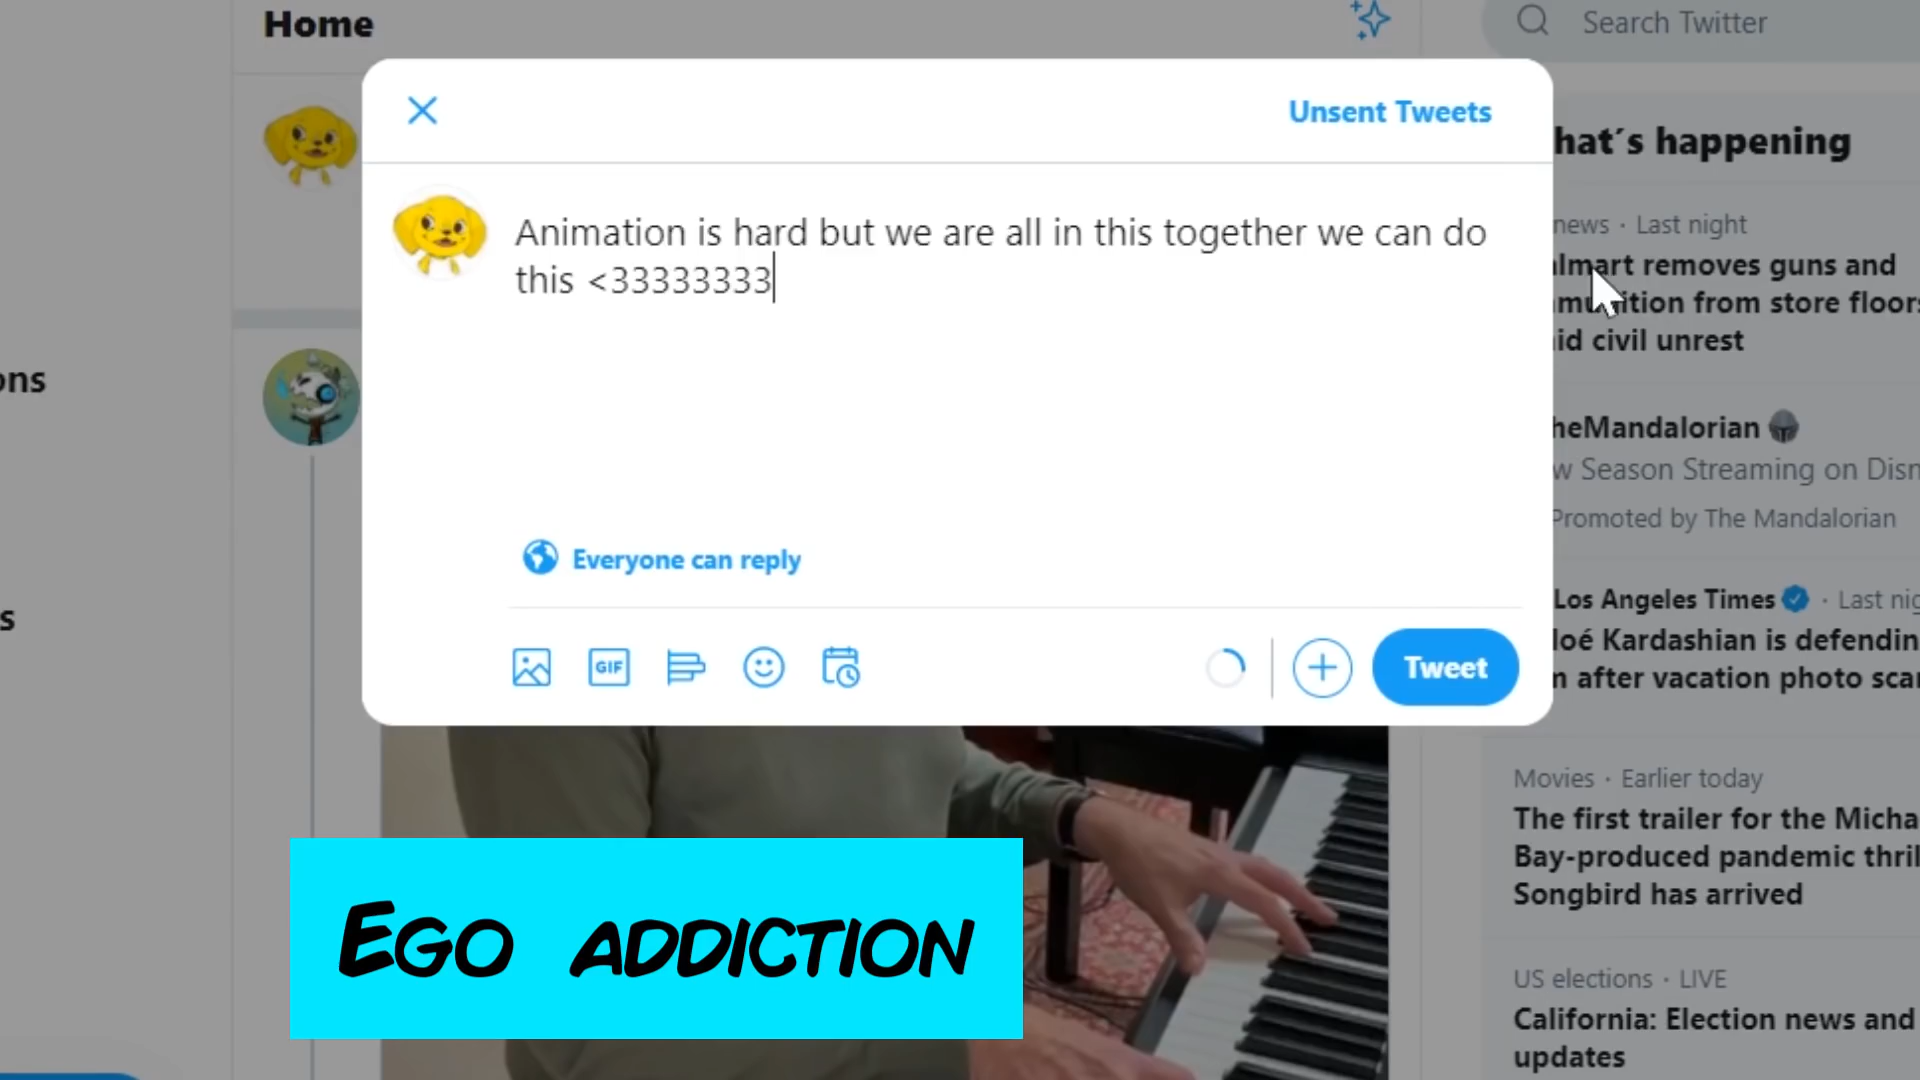 Home
Search Twitter
Unsent Tweets
hat's happening
Animation is hard but we are all in this together we can do
this <33333333
news · Last night
lmart removes guns and
ition from store floors
id civil unrest
ons
heMandalorian
w Season Streaming on Disn
Promoted by The Mandalorian
Everyone can reply
Los Angeles Times · Last nig
loé Kardashian is defendin
m after vacation photo scan
s
GIF
Tweet
Movies · Earlier today
The first trailer for the Micha
Bay-produced pandemic thril
Songbird has arrived
EGO ADDICTION
US elections · LIVE
California: Election news and
updates